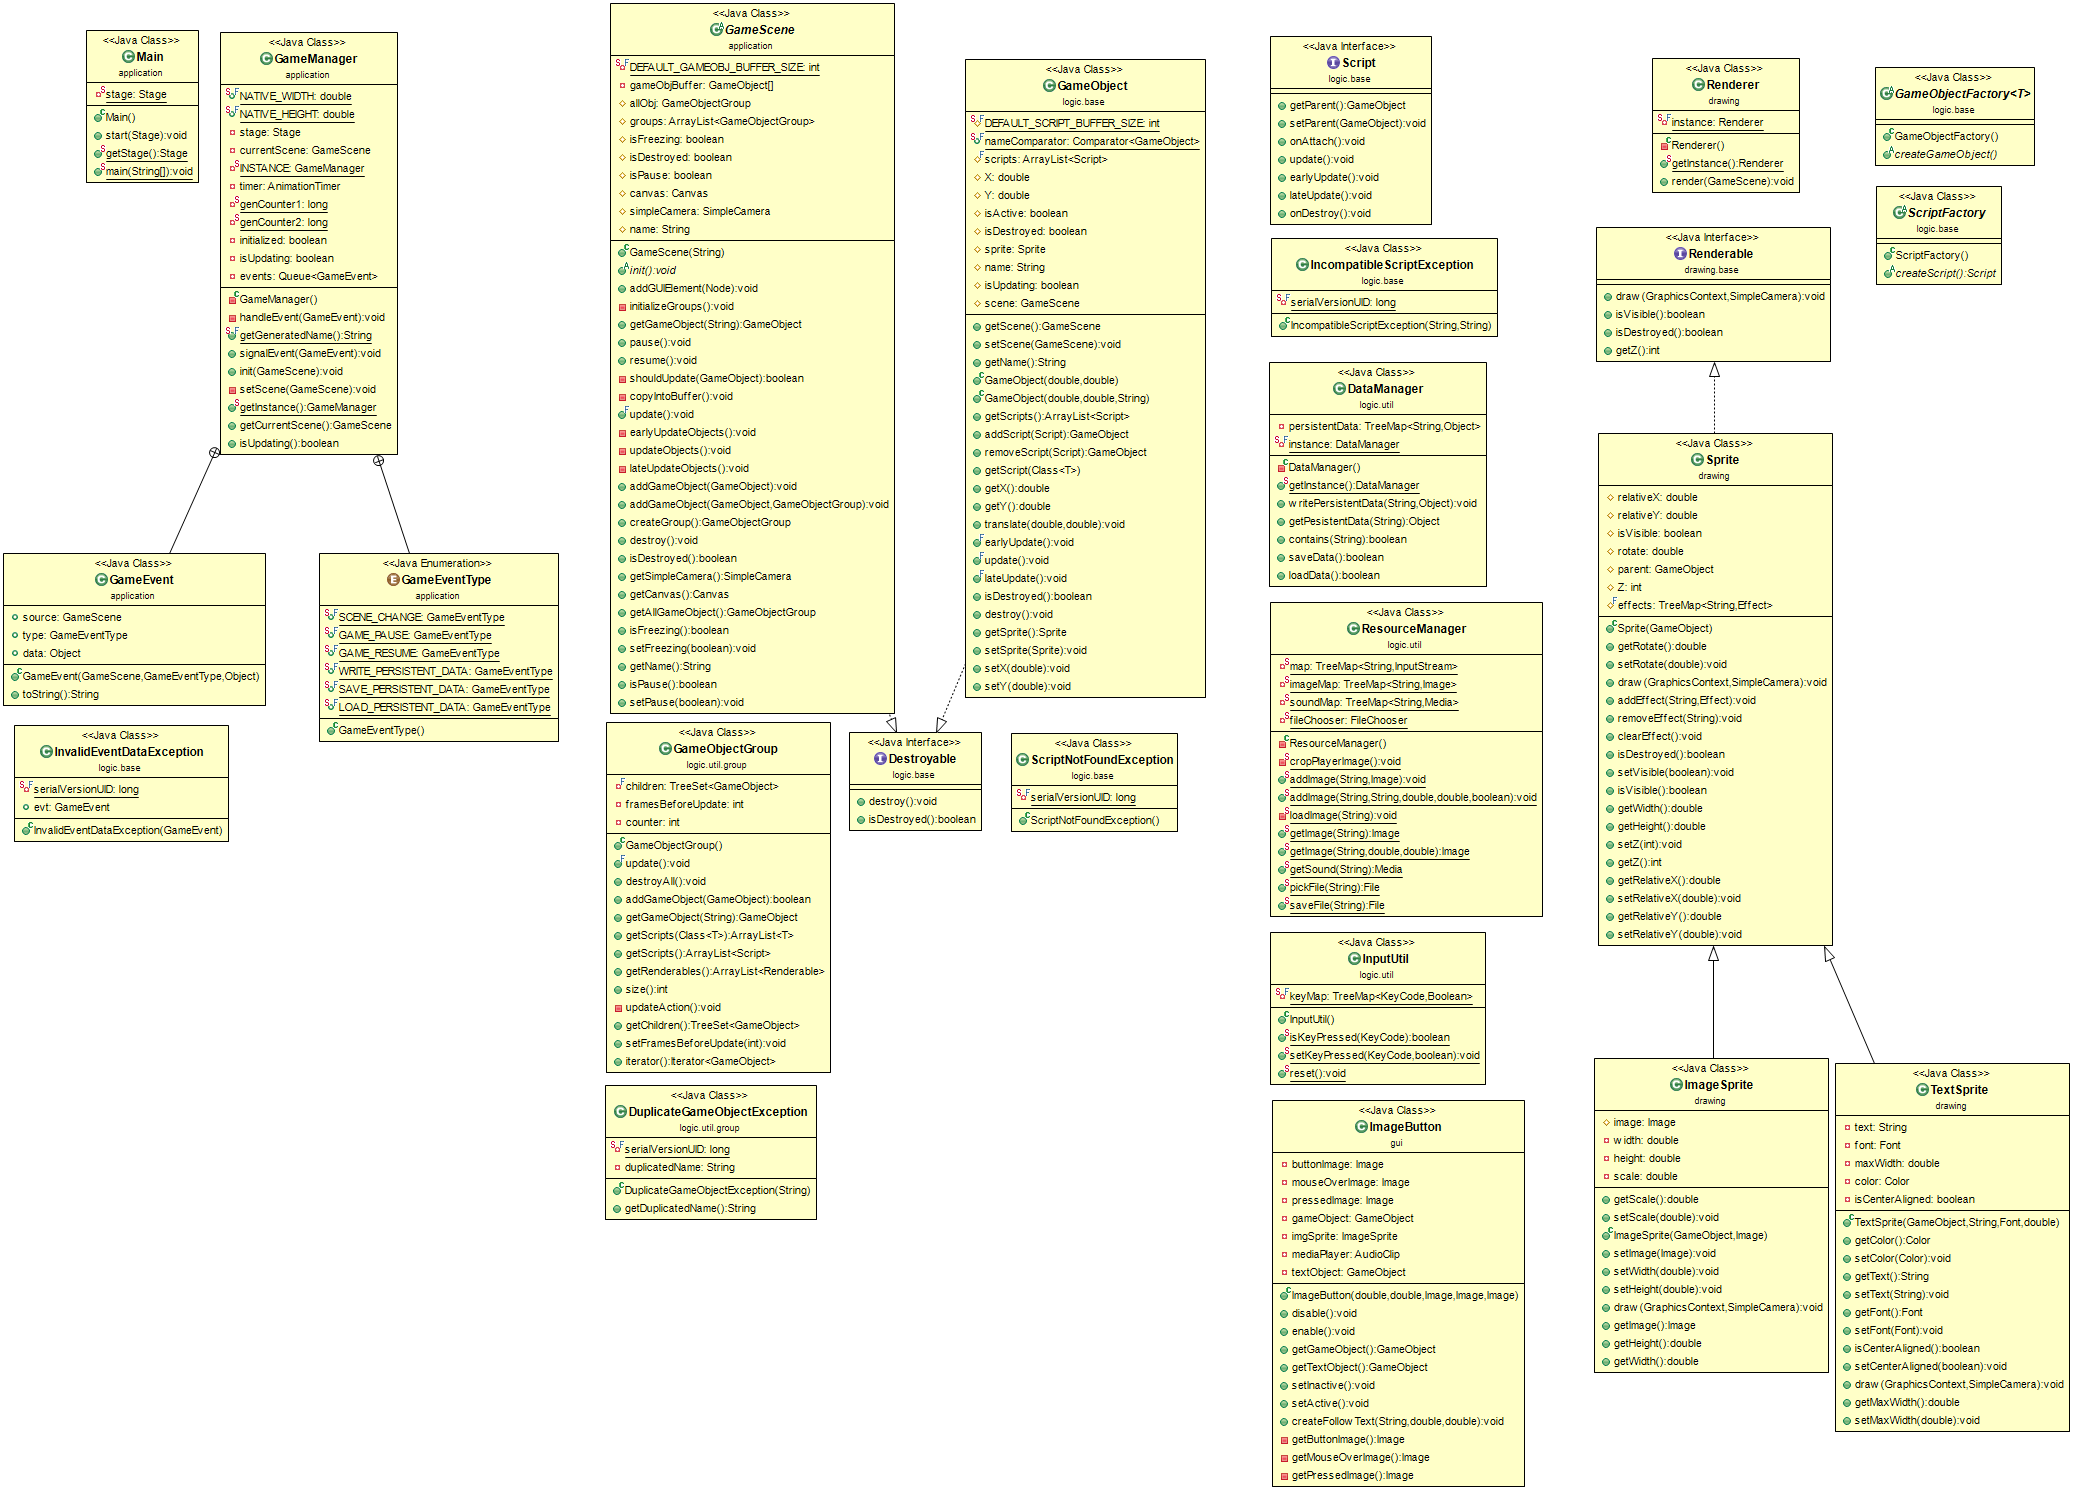 <<Java Class>>
Main
application
stage: Stage
Main()
start(Stage):void
getStage():Stage
main(String[]):void
<<Java Class>>
GameManager
application
NATIVE_WIDTH: double
NATIVE_HEIGHT: double
stage: Stage
currentScene: GameScene
INSTANCE: GameManager
timer: AnimationTimer
genCounter1: long
genCounter2: long
initialized: boolean
isUpdating: boolean
events: Queue<GameEvent>
GameManager()
handleEvent(GameEvent):void
getGeneratedName():String
signalEvent(GameEvent):void
init(GameScene):void
setScene(GameScene):void
getInstance():GameManager
getCurrentScene():GameScene
isUpdating():boolean
<<Java Class>>
GameEvent
application
source: GameScene
type: GameEventType
data: Object
GameEvent(GameScene,GameEventType,Object)
toString():String
<<Java Enumeration>>
GameEventType
application
SCENE_CHANGE: GameEventType
GAME_PAUSE: GameEventType
GAME_RESUME: GameEventType
WRITE_PERSISTENT_DATA: GameEventType
SAVE_PERSISTENT_DATA: GameEventType
LOAD_PERSISTENT_DATA: GameEventType
GameEventType()
<<Java Class>>
InvalidEventDataException
logic.base
serialVersionUID: long
evt: GameEvent
InvalidEventDataException(GameEvent)
<<Java Class>>
GameScene
application
DEFAULT_GAMEOBJ_BUFFER_SIZE: int
gameObjBuffer: GameObject[]
allObj: GameObjectGroup
groups: ArrayList<GameObjectGroup>
isFreezing: boolean
isDestroyed: boolean
isPause: boolean
canvas: Canvas
simpleCamera: SimpleCamera
name: String
GameScene(String)
init():void
addGUIElement(Node):void
initializeGroups():void
getGameObject(String):GameObject
pause():void
resume():void
shouldUpdate(GameObject):boolean
copyIntoBuffer():void
update():void
earlyUpdateObjects():void
updateObjects():void
lateUpdateObjects():void
addGameObject(GameObject):void
addGameObject(GameObject,GameObjectGroup):void
createGroup():GameObjectGroup
destroy():void
isDestroyed():boolean
getSimpleCamera():SimpleCamera
getCanvas():Canvas
getAllGameObject():GameObjectGroup
isFreezing():boolean
setFreezing(boolean):void
getName():String
isPause():boolean
setPause(boolean):void
<<Java Class>>
GameObject
logic.base
DEFAULT_SCRIPT_BUFFER_SIZE: int
nameComparator: Comparator<GameObject>
scripts: ArrayList<Script>
X: double
Y: double
isActive: boolean
isDestroyed: boolean
sprite: Sprite
name: String
isUpdating: boolean
scene: GameScene
getScene():GameScene
setScene(GameScene):void
getName():String
GameObject(double,double)
GameObject(double,double,String)
getScripts():ArrayList<Script>
addScript(Script):GameObject
removeScript(Script):GameObject
getScript(Class<T>)
getX():double
getY():double
translate(double,double):void
earlyUpdate():void
update():void
lateUpdate():void
isDestroyed():boolean
destroy():void
getSprite():Sprite
setSprite(Sprite):void
setX(double):void
setY(double):void
<<Java Class>>
GameObjectGroup
logic.util.group
children: TreeSet<GameObject>
framesBeforeUpdate: int
counter: int
GameObjectGroup()
update():void
destroyAll():void
addGameObject(GameObject):boolean
getGameObject(String):GameObject
getScripts(Class<T>):ArrayList<T>
getScripts():ArrayList<Script>
getRenderables():ArrayList<Renderable>
size():int
updateAction():void
getChildren():TreeSet<GameObject>
setFramesBeforeUpdate(int):void
iterator():Iterator<GameObject>
<<Java Interface>>
Destroyable
logic.base
destroy():void
isDestroyed():boolean
<<Java Class>>
ScriptNotFoundException
logic.base
serialVersionUID: long
ScriptNotFoundException()
<<Java Class>>
DuplicateGameObjectException
logic.util.group
serialVersionUID: long
duplicatedName: String
DuplicateGameObjectException(String)
getDuplicatedName():String
<<Java Interface>>
Script
logic.base
getParent():GameObject
setParent(GameObject):void
onAttach():void
update():void
earlyUpdate():void
lateUpdate():void
onDestroy():void
<<Java Class>>
IncompatibleScriptException
logic.base
serialVersionUID: long
IncompatibleScriptException(String,String)
<<Java Class>>
DataManager
logic.util
persistentData: TreeMap<String,Object>
instance: DataManager
DataManager()
getInstance():DataManager
writePersistentData(String,Object):void
getPesistentData(String):Object
contains(String):boolean
saveData():boolean
loadData():boolean
<<Java Class>>
ResourceManager
logic.util
map: TreeMap<String,InputStream>
imageMap: TreeMap<String,Image>
soundMap: TreeMap<String,Media>
fileChooser: FileChooser
ResourceManager()
cropPlayerImage():void
addImage(String,Image):void
addImage(String,String,double,double,boolean):void
loadImage(String):void
getImage(String):Image
getImage(String,double,double):Image
getSound(String):Media
pickFile(String):File
saveFile(String):File
<<Java Class>>
InputUtil
logic.util
keyMap: TreeMap<KeyCode,Boolean>
InputUtil()
isKeyPressed(KeyCode):boolean
setKeyPressed(KeyCode,boolean):void
reset():void
<<Java Class>>
ImageButton
gui
buttonImage: Image
mouseOverImage: Image
pressedImage: Image
gameObject: GameObject
imgSprite: ImageSprite
mediaPlayer: AudioClip
textObject: GameObject
ImageButton(double,double,Image,Image,Image)
disable():void
enable():void
getGameObject():GameObject
getTextObject():GameObject
setInactive():void
setActive():void
createFollowText(String,double,double):void
getButtonImage():Image
getMouseOverImage():Image
getPressedImage():Image
<<Java Class>>
Renderer
drawing
instance: Renderer
Renderer()
getInstance():Renderer
render(GameScene):void
<<Java Class>>
GameObjectFactory<T>
logic.base
GameObjectFactory()
createGameObject()
<<Java Class>>
ScriptFactory
logic.base
ScriptFactory()
createScript():Script
<<Java Interface>>
Renderable
drawing.base
draw(GraphicsContext,SimpleCamera):void
isVisible():boolean
isDestroyed():boolean
getZ():int
<<Java Class>>
Sprite
drawing
relativeX: double
relativeY: double
isVisible: boolean
rotate: double
parent: GameObject
Z: int
effects: TreeMap<String,Effect>
Sprite(GameObject)
getRotate():double
setRotate(double):void
draw(GraphicsContext,SimpleCamera):void
addEffect(String,Effect):void
removeEffect(String):void
clearEffect():void
isDestroyed():boolean
setVisible(boolean):void
isVisible():boolean
getWidth():double
getHeight():double
setZ(int):void
getZ():int
getRelativeX():double
setRelativeX(double):void
getRelativeY():double
setRelativeY(double):void
<<Java Class>>
ImageSprite
drawing
image: Image
width: double
height: double
scale: double
getScale():double
setScale(double):void
ImageSprite(GameObject,Image)
setImage(Image):void
setWidth(double):void
setHeight(double):void
draw(GraphicsContext,SimpleCamera):void
getImage():Image
getHeight():double
getWidth():double
<<Java Class>>
TextSprite
drawing
text: String
font: Font
maxWidth: double
color: Color
isCenterAligned: boolean
TextSprite(GameObject,String,Font,double)
getColor():Color
setColor(Color):void
getText():String
setText(String):void
getFont():Font
setFont(Font):void
isCenterAligned():boolean
setCenterAligned(boolean):void
draw(GraphicsContext,SimpleCamera):void
getMaxWidth():double
setMaxWidth(double):void